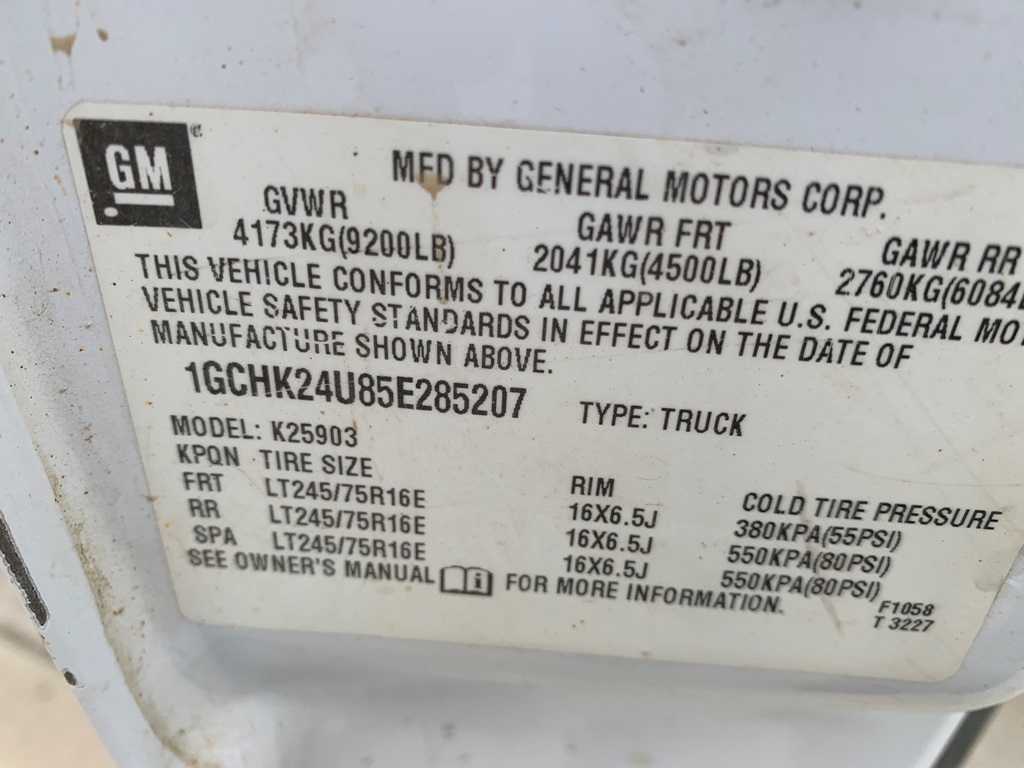 GM
MFD BY GENERAL MOTORS CORP.
GVWR GAWR FRT GAWR RR
4173KG(9200LB) 2041KG(4500LB) 2760KG(6084
THIS VEHICLE CONFORMS TO ALL APPLICABLE U.S. FEDERAL MO
VEHICLE SAFETY STANDARDS IN EFFECT ON THE DATE OF
MANUFACTURE SHOWN ABOVE.
1GCHK24U85E285207 TYPE: TRUCK
MODEL: K25903
KPQN TIRE SIZE RIM COLD TIRE PRESSURE
FRT LT245/75R16E 16X6.5J 380KPA(55PSI)
RR LT245/75R16E 16X6.5J 550KPA(80PSI)
SPA LT245/75R16E 16X6.5J 550KPA(80PSI)
SEE OWNER'S MANUAL FOR MORE INFORMATION.
F1058
T 3227